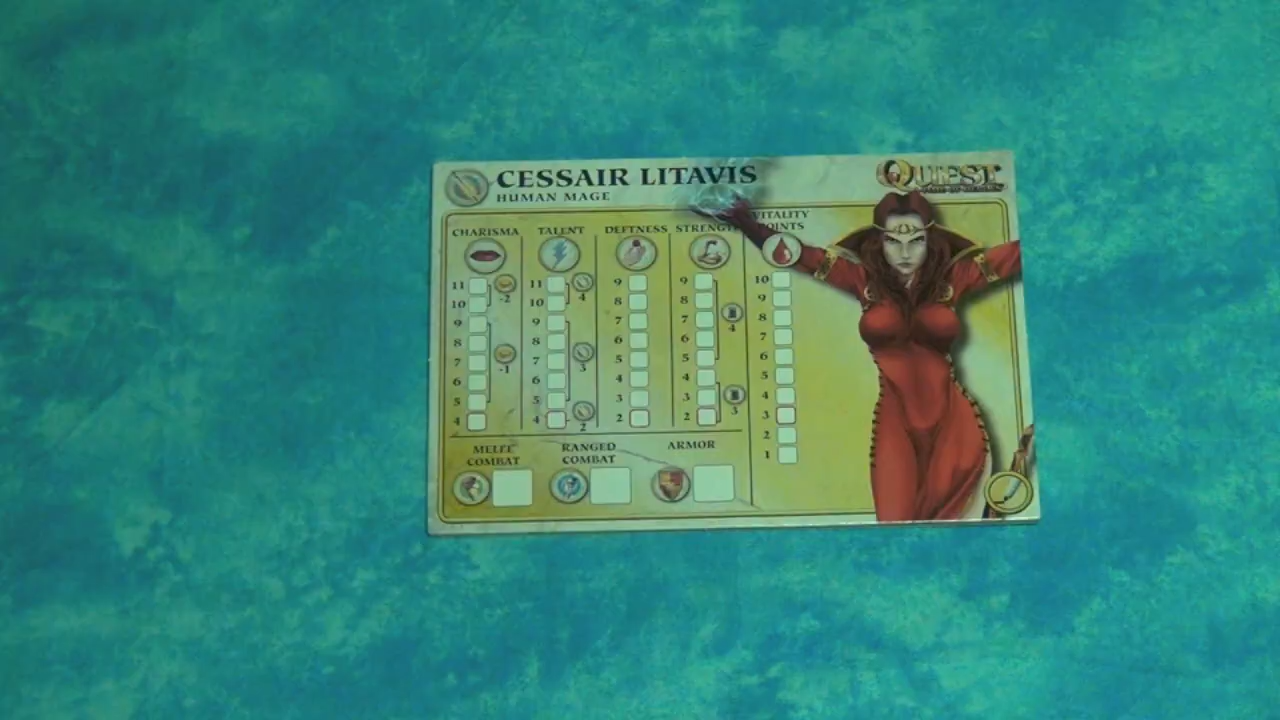 CESSAIR LITAVIS
HUMAN MAGE
QUEST
CHARISMA TALENT DEFTNESS STRENGTH VITALITY POINTS
11 11 9 9 10
-2 4
10 10 8 8 9
9 9 7 7 8
4
8 8 6 6 7
-1 3
7 7 5 5 6
6 6 4 4 5
5 5 3 3 4
3
4 4 2 2 3
2
2
1
MELEE COMBAT RANGED COMBAT ARMOR